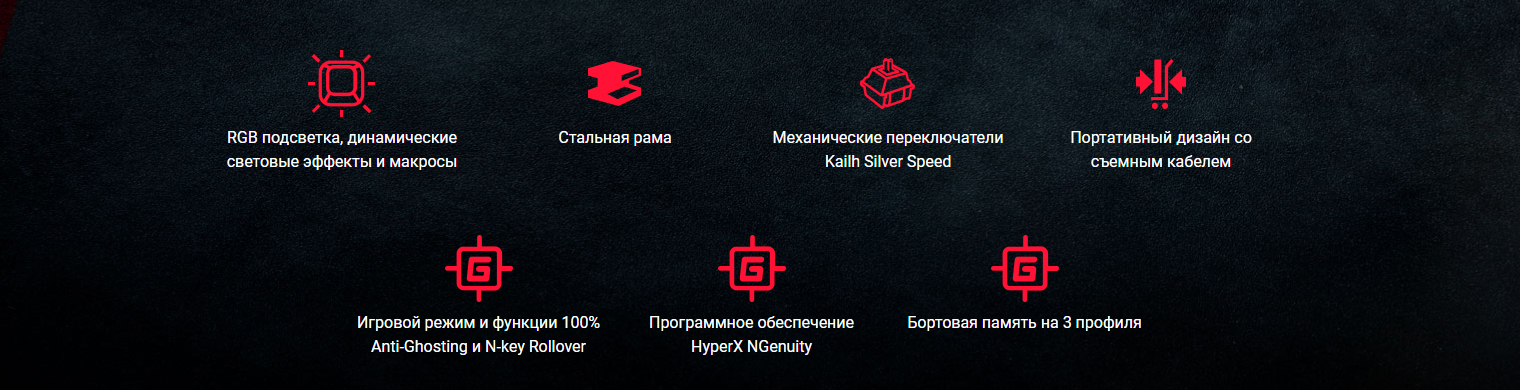 RGB подсветка, динамические
световые эффекты и макросы
Стальная рама
Механические переключатели
Kailh Silver Speed
Портативный дизайн со
съемным кабелем
Игровой режим и функции 100%
Anti-Ghosting и N-key Rollover
Программное обеспечение
HyperX NGenuity
Бортовая память на 3 профиля